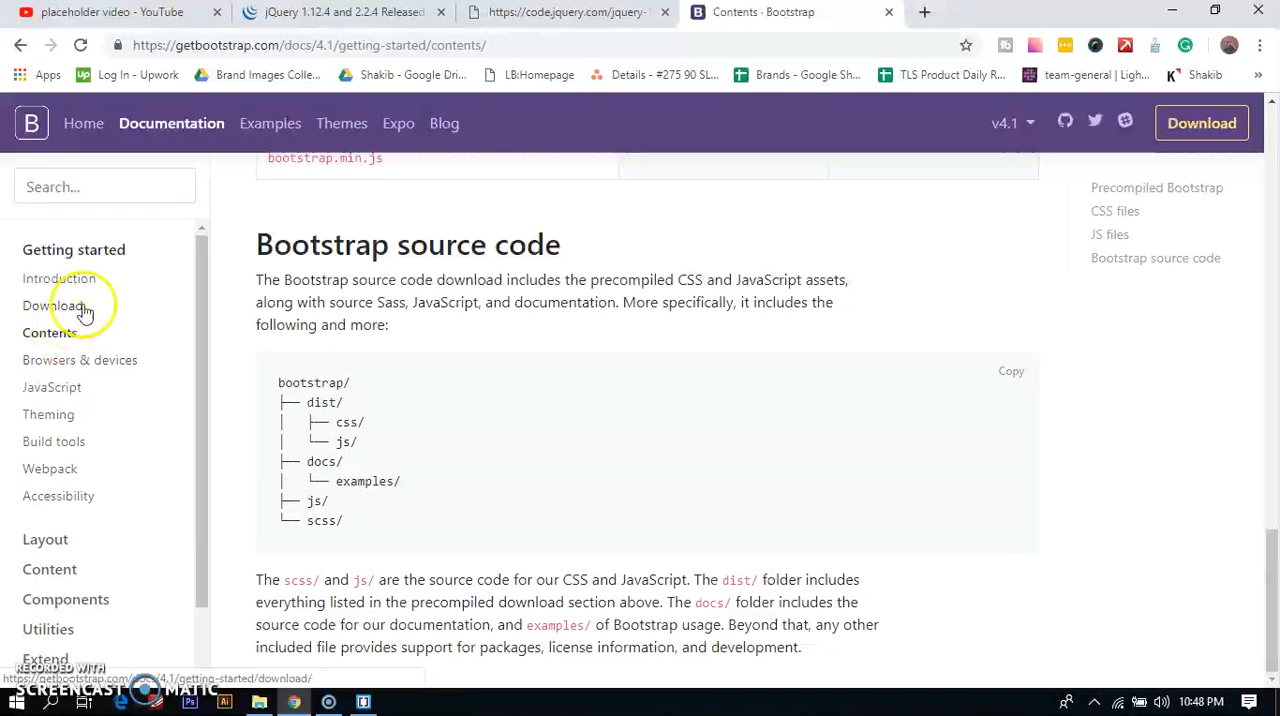 placeholder video - YouTube
jQuery 1.12.4 and 2.2.4 Released
https://code.jquery.com/jquery-
Contents · Bootstrap
https://getbootstrap.com/docs/4.1/getting-started/contents/
Apps
Log In - Upwork
Brand Images Colle...
Shakib - Google Dri...
LB:Homepage
Details - #275 90 SL...
Brands - Google Sh...
TLS Product Daily R...
team-general | Ligh...
Shakib
B Home Documentation Examples Themes Expo Blog v4.1 Download
bootstrap.min.js
Search...
Getting started
Introduction
Download
Contents
Browsers & devices
JavaScript
Theming
Build tools
Webpack
Accessibility
Layout
Content
Components
Utilities
Extend
Bootstrap source code
The Bootstrap source code download includes the precompiled CSS and JavaScript assets,
along with source Sass, JavaScript, and documentation. More specifically, it includes the
following and more:
Copy
bootstrap/
├── dist/
│   ├── css/
│   └── js/
├── docs/
│   └── examples/
├── js/
└── scss/
The scss/ and js/ are the source code for our CSS and JavaScript. The dist/ folder includes
everything listed in the precompiled download section above. The docs/ folder includes the
source code for our documentation, and examples/ of Bootstrap usage. Beyond that, any other
included file provides support for packages, license information, and development.
Precompiled Bootstrap
CSS files
JS files
Bootstrap source code
https://getbootstrap.com/docs/4.1/getting-started/download/
RECORDED WITH
SCREENCAST MATIC
10:48 PM